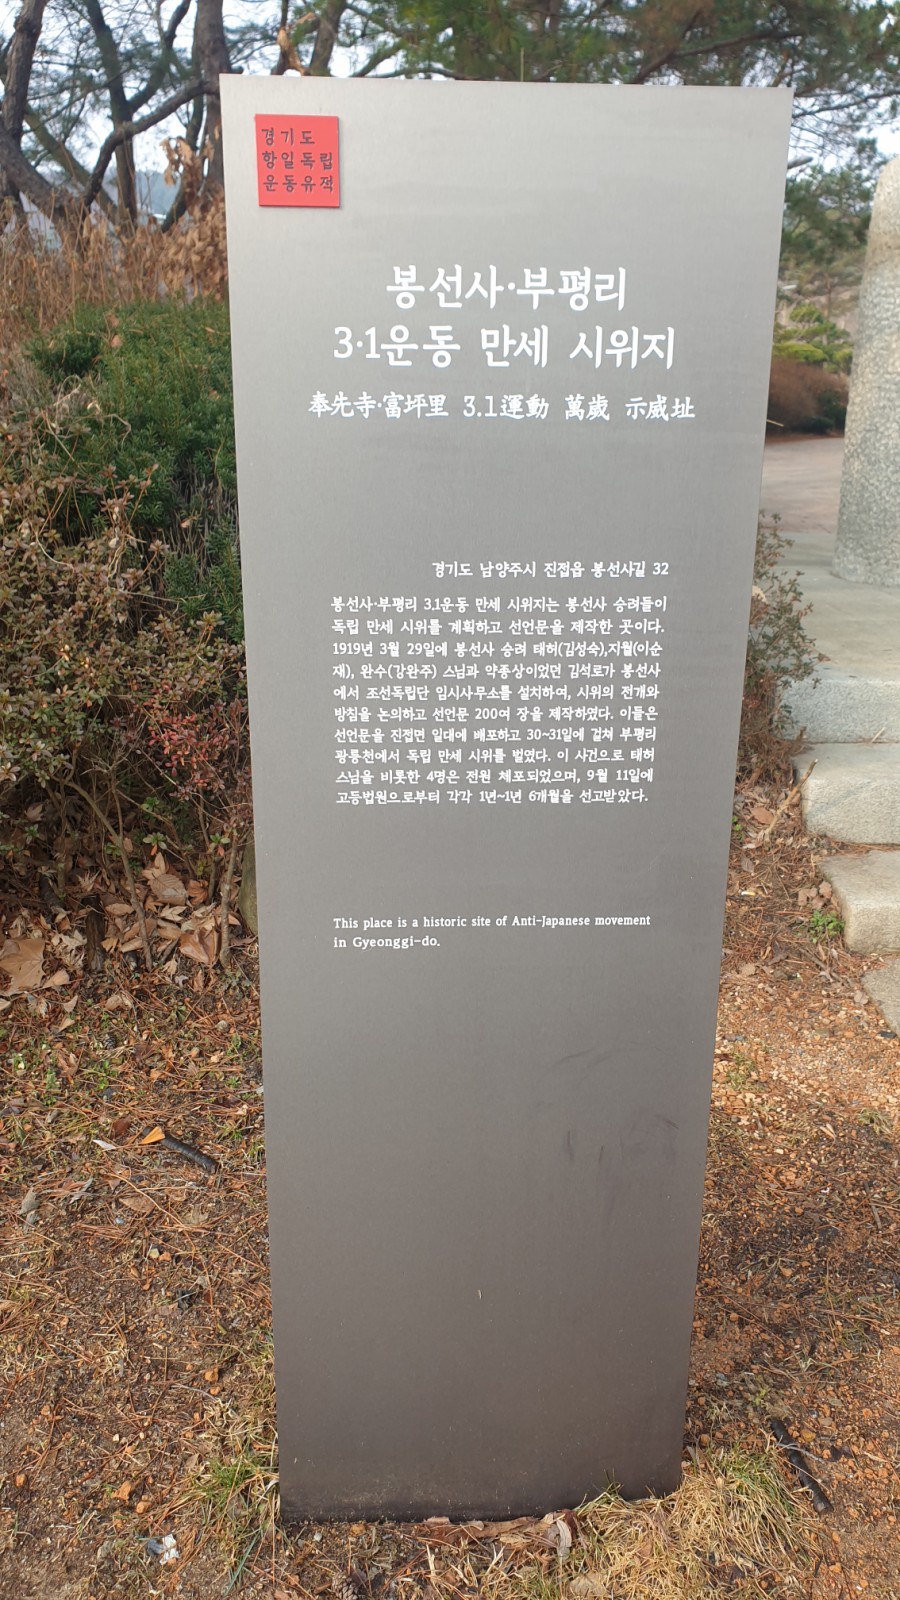 경기도
항일독립
운동유적
봉선사·부평리
3·1운동 만세 시위지
奉先寺·富坪里 3.1運動 萬歲 示威址
경기도 남양주시 진접읍 봉선사길 32
봉선사·부평리 3.1운동 만세 시위지는 봉선사 승려들이
독립 만세 시위를 계획하고 선언문을 제작한 곳이다.
1919년 3월 29일에 봉선사 승려 태허(김성숙),지월(이순
재), 완수(강완주) 스님과 약종상이었던 김석로가 봉선사
에서 조선독립단 임시사무소를 설치하여, 시위의 전개와
방침을 논의하고 선언문 200여 장을 제작하였다. 이들은
선언문을 진접면 일대에 배포하고 30~31일에 걸쳐 부평리
광릉천에서 독립 만세 시위를 벌였다. 이 사건으로 태허
스님을 비롯한 4명은 전원 체포되었으며, 9월 11일에
고등법원으로부터 각각 1년~1년 6개월을 선고받았다.
This place is a historic site of Anti-Japanese movement
in Gyeonggi-do.